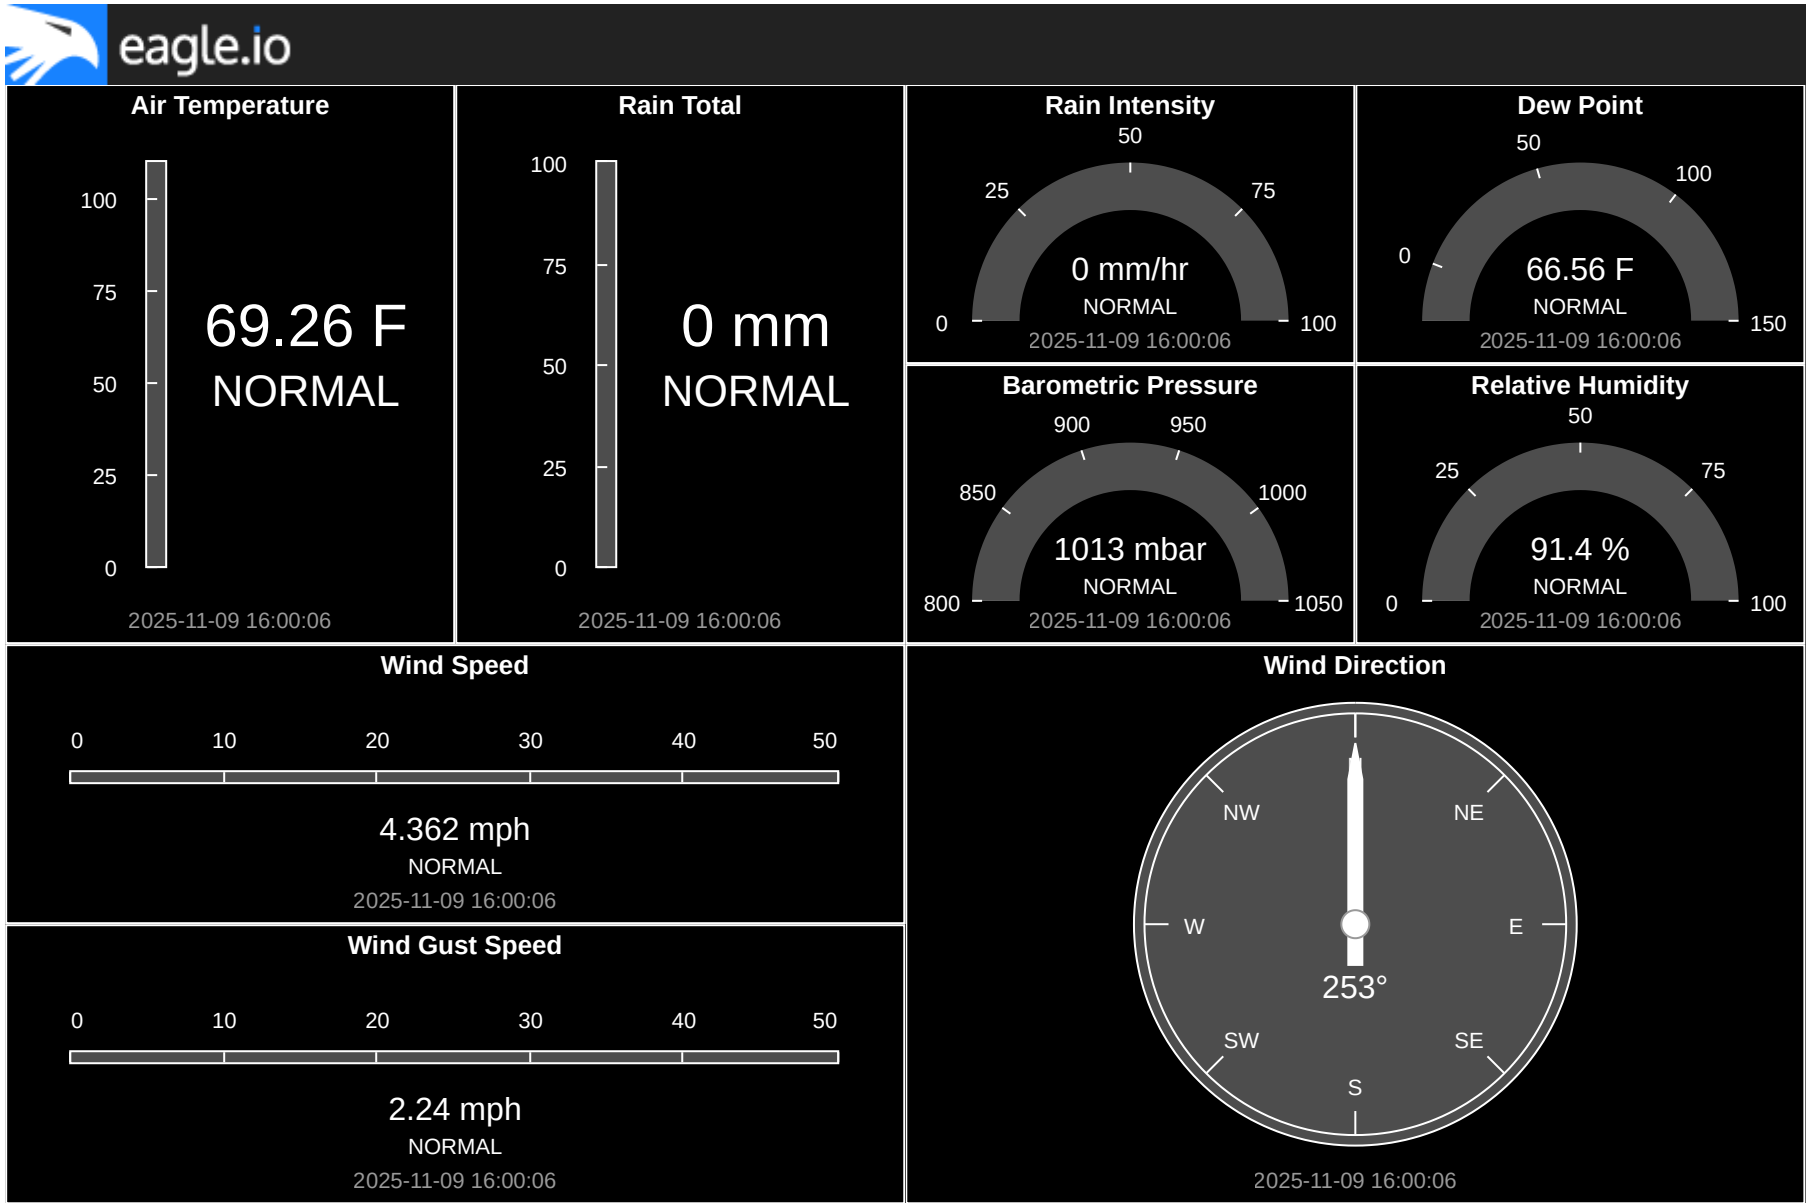 eagle.io
Air Temperature
100
75
50
25
0
69.26 F
NORMAL
2025-11-09 16:00:06
Rain Total
100
75
50
25
0
0 mm
NORMAL
2025-11-09 16:00:06
Rain Intensity
50
25
75
0
100
0 mm/hr
NORMAL
2025-11-09 16:00:06
Dew Point
50
100
0
150
66.56 F
NORMAL
2025-11-09 16:00:06
Barometric Pressure
900
950
850
1000
800
1050
1013 mbar
NORMAL
2025-11-09 16:00:06
Relative Humidity
50
25
75
0
100
91.4 %
NORMAL
2025-11-09 16:00:06
Wind Speed
0 10 20 30 40 50
4.362 mph
NORMAL
2025-11-09 16:00:06
Wind Gust Speed
0 10 20 30 40 50
2.24 mph
NORMAL
2025-11-09 16:00:06
Wind Direction
NW
NE
W
E
253°
SW
SE
S
2025-11-09 16:00:06